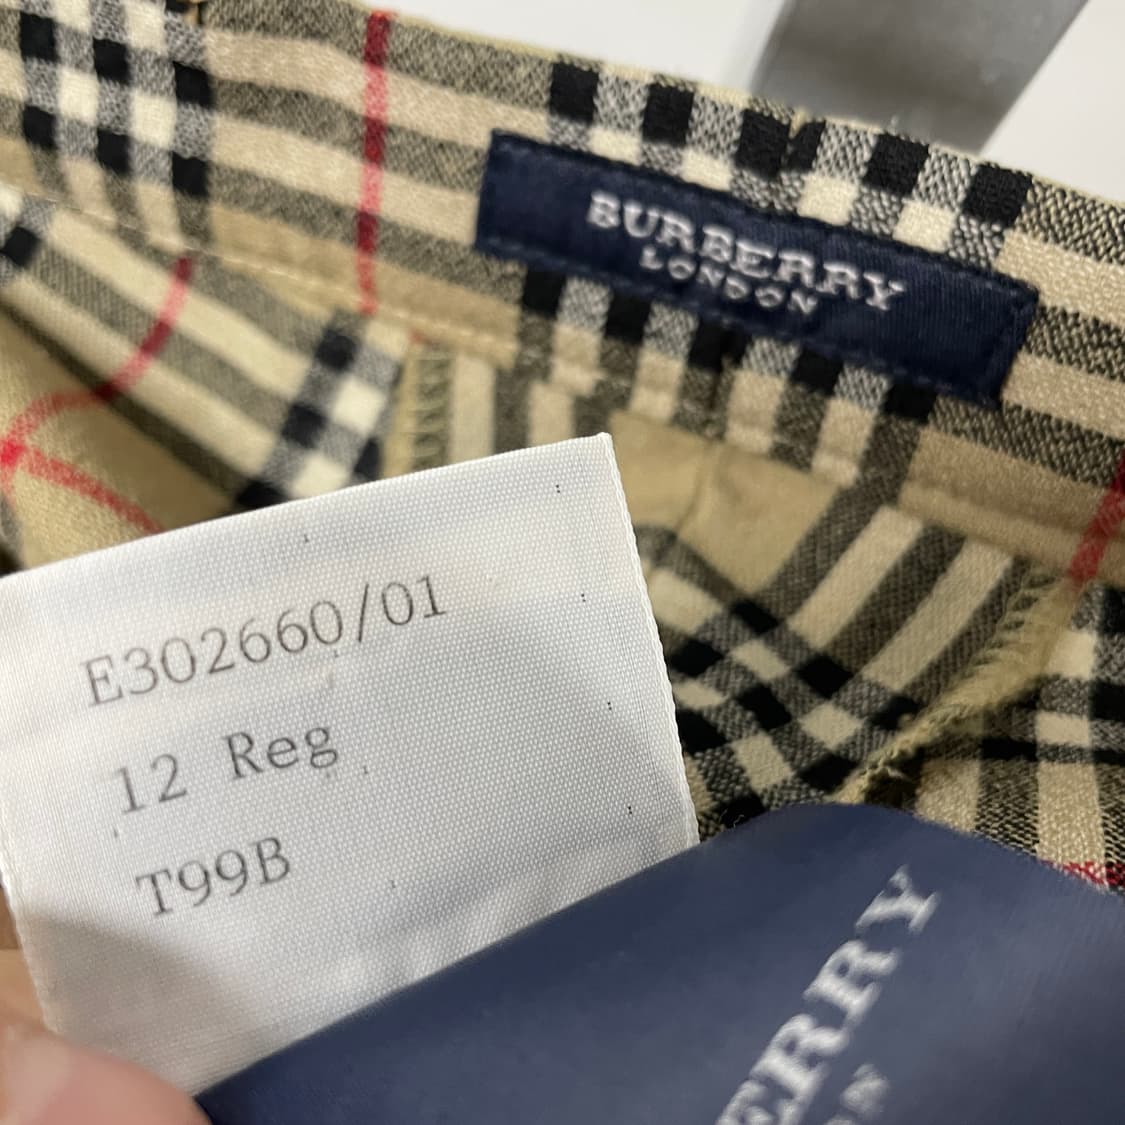 BURBERRY
LONDON
E302660/01
12 Reg
T99B
ERRY